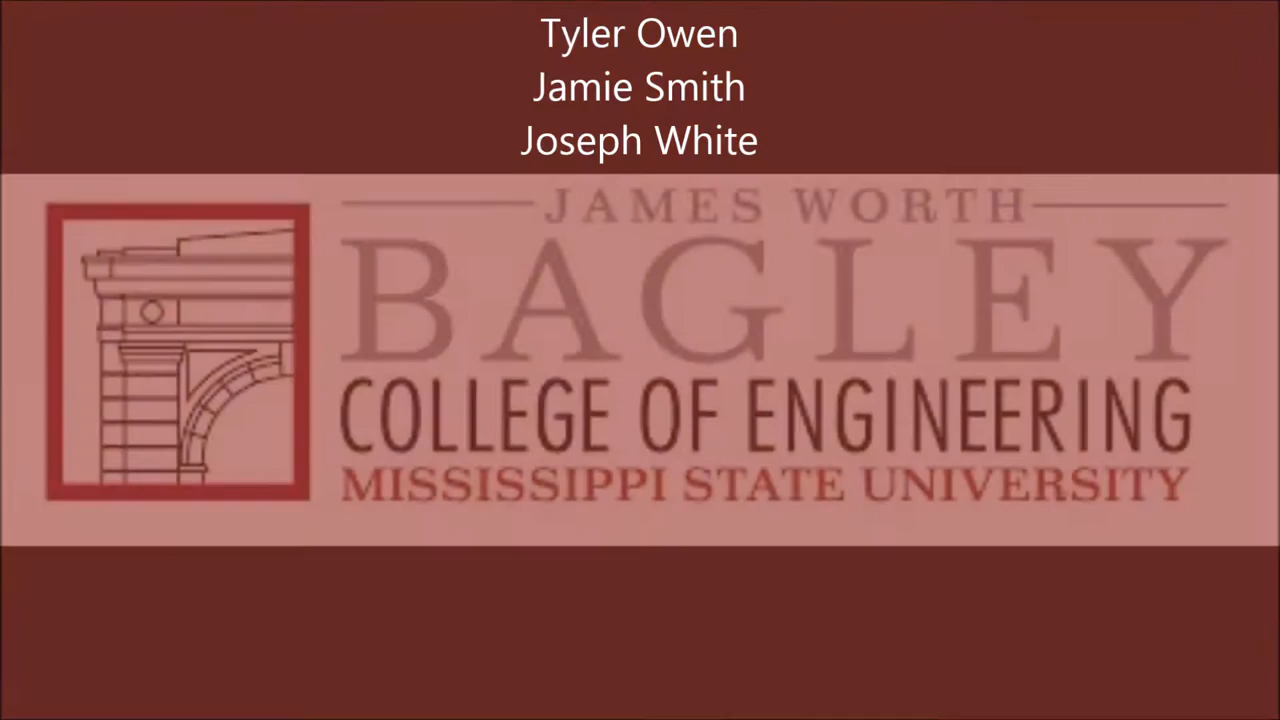 Tyler Owen
Jamie Smith
Joseph White
JAMES WORTH
BAGLEY
COLLEGE OF ENGINEERING
MISSISSIPPI STATE UNIVERSITY